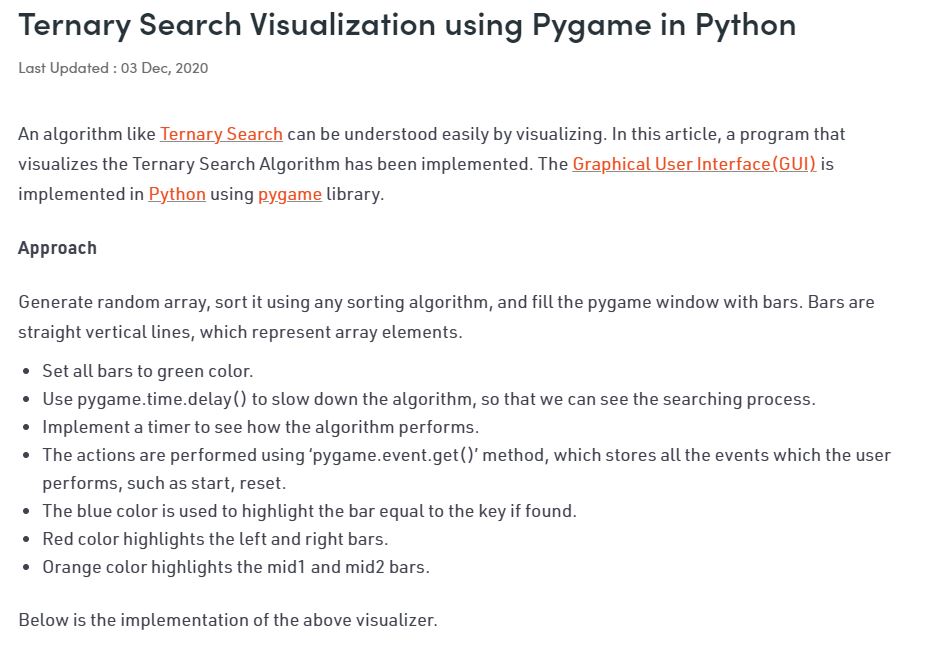 Ternary Search Visualization using Pygame in Python
Last Updated : 03 Dec, 2020
An algorithm like Ternary Search can be understood easily by visualizing. In this article, a program that
visualizes the Ternary Search Algorithm has been implemented. The Graphical User Interface(GUI) is
implemented in Python using pygame library.
Approach
Generate random array, sort it using any sorting algorithm, and fill the pygame window with bars. Bars are
straight vertical lines, which represent array elements.
• Set all bars to green color.
• Use pygame.time.delay() to slow down the algorithm, so that we can see the searching process.
• Implement a timer to see how the algorithm performs.
• The actions are performed using ‘pygame.event.get()’ method, which stores all the events which the user
performs, such as start, reset.
• The blue color is used to highlight the bar equal to the key if found.
• Red color highlights the left and right bars.
• Orange color highlights the mid1 and mid2 bars.
Below is the implementation of the above visualizer.